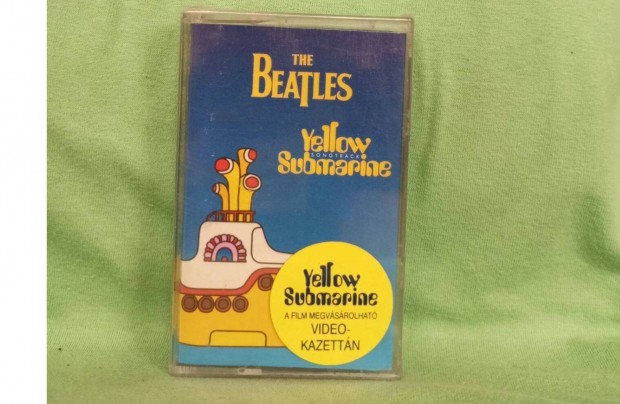 THE
BEATLES
Yellow
SONGTRACK
Submarine
Yellow
Submarine
A FILM MEGVÁSÁROLHATÓ
VIDEO-
KAZETTÁN